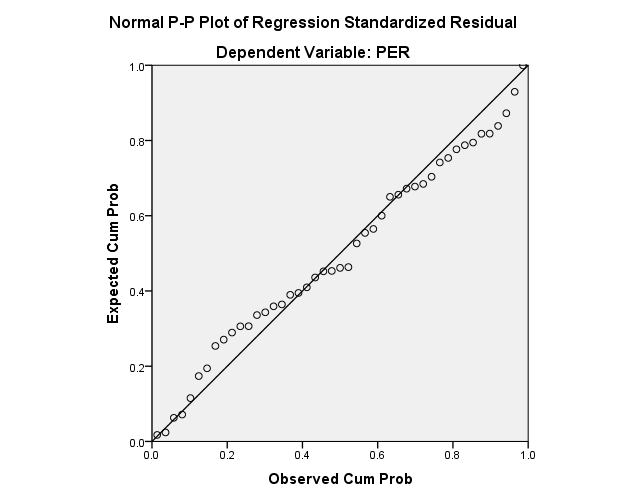 Normal P-P Plot of Regression Standardized Residual
Dependent Variable: PER
1.0
0.8
0.6
0.4
0.2
0.0
Expected Cum Prob
0.0 0.2 0.4 0.6 0.8 1.0
Observed Cum Prob